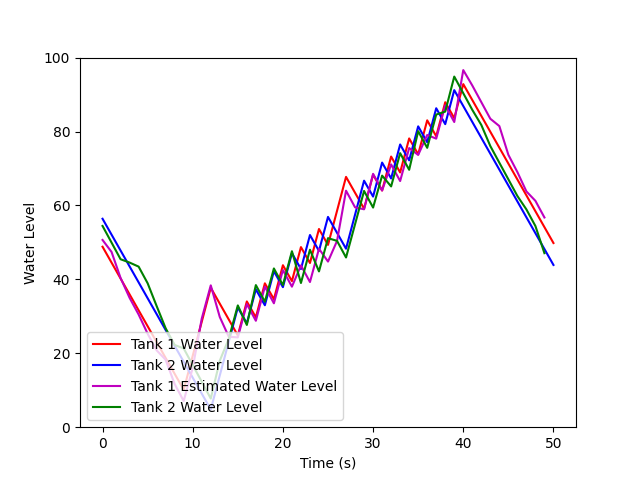 100
80
60
40
20
0
Water Level
Tank 1 Water Level
Tank 2 Water Level
Tank 1 Estimated Water Level
Tank 2 Water Level
0 10 20 30 40 50
Time (s)